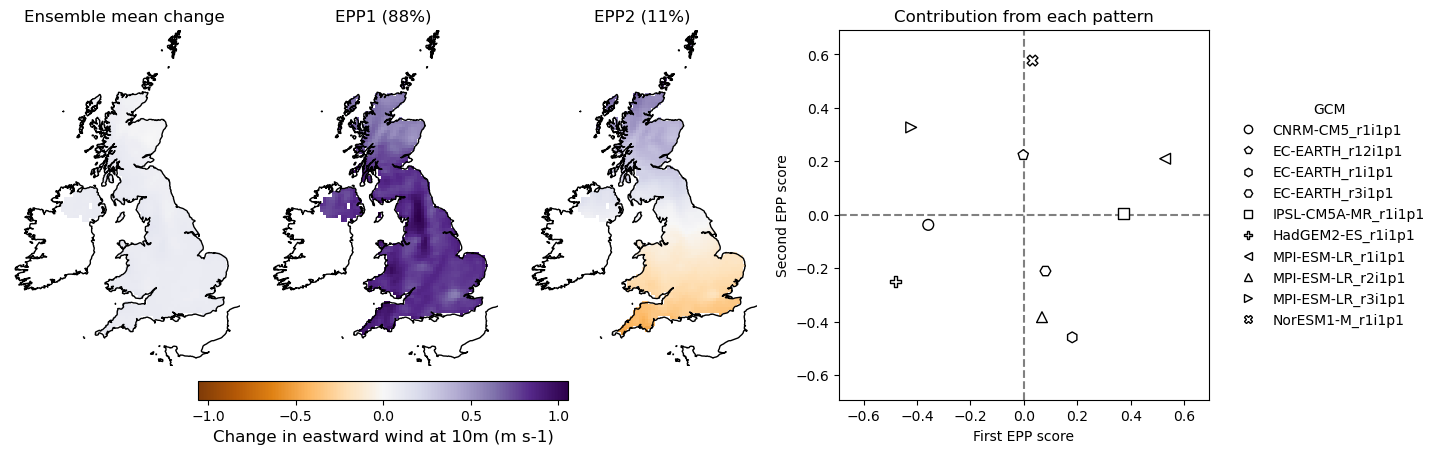 Ensemble mean change
EPP1 (88%)
EPP2 (11%)
−1.0
−0.5
0.0
0.5
1.0
Change in eastward wind at 10m (m s-1)
Contribution from each pattern
Second EPP score
0.6
0.4
0.2
0.0
−0.2
−0.4
−0.6
−0.6
−0.4
−0.2
0.0
0.2
0.4
0.6
First EPP score
GCM
CNRM-CM5_r1i1p1
EC-EARTH_r12i1p1
EC-EARTH_r1i1p1
EC-EARTH_r3i1p1
IPSL-CM5A-MR_r1i1p1
HadGEM2-ES_r1i1p1
MPI-ESM-LR_r1i1p1
MPI-ESM-LR_r2i1p1
MPI-ESM-LR_r3i1p1
NorESM1-M_r1i1p1